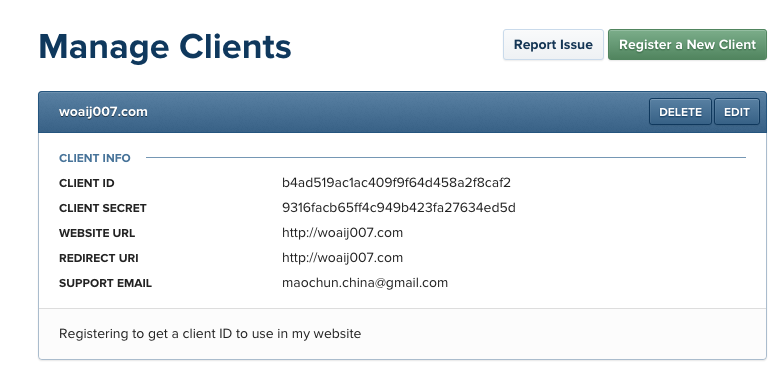 Manage Clients
Report Issue
Register a New Client
woaij007.com
DELETE
EDIT
CLIENT INFO
CLIENT ID b4ad519ac1ac409f9f64d458a2f8caf2
CLIENT SECRET 9316facb65ff4c949b423fa27634ed5d
WEBSITE URL http://woaij007.com
REDIRECT URI http://woaij007.com
SUPPORT EMAIL maochun.china@gmail.com
Registering to get a client ID to use in my website